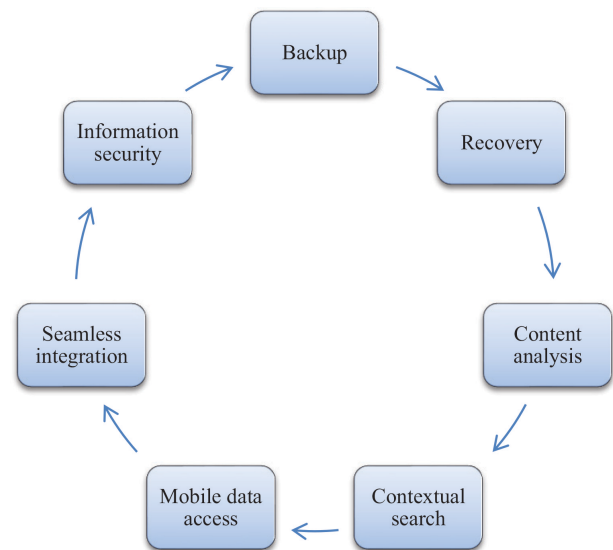 Backup
Recovery
Content
analysis
Contextual
search
Mobile data
access
Seamless
integration
Information
security